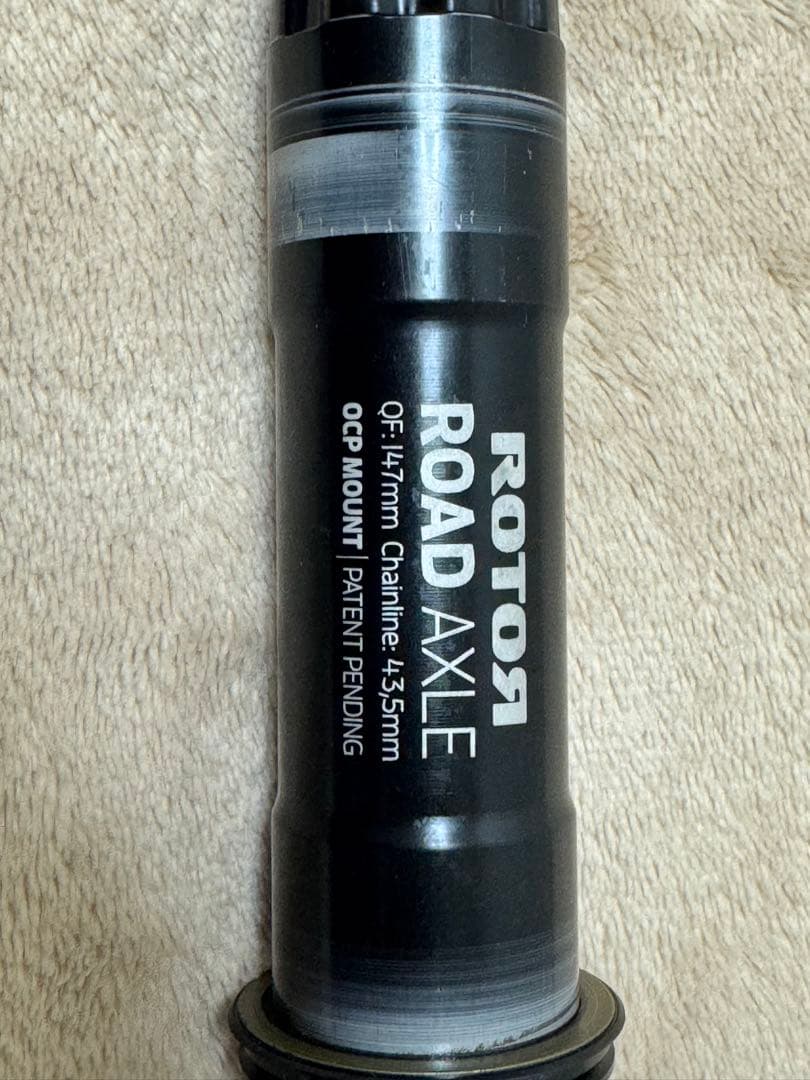 ROTOR
ROAD AXLE
QF: 147mm Chainline: 43,5mm
OCP MOUNT | PATENT PENDING